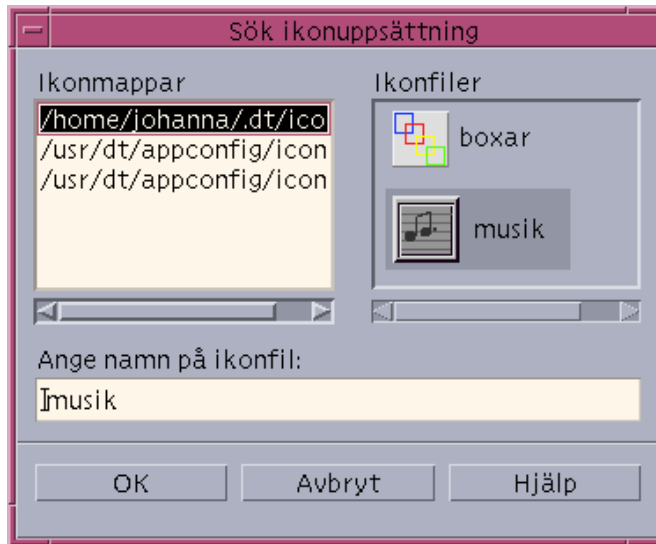 Sök ikonuppsättning
Ikonmappar
/home/johanna/.dt/ico
/usr/dt/appconfig/icon
/usr/dt/appconfig/icon
Ikonfiler
boxar
musik
Ange namn på ikonfil:
musik
OK
Avbryt
Hjälp